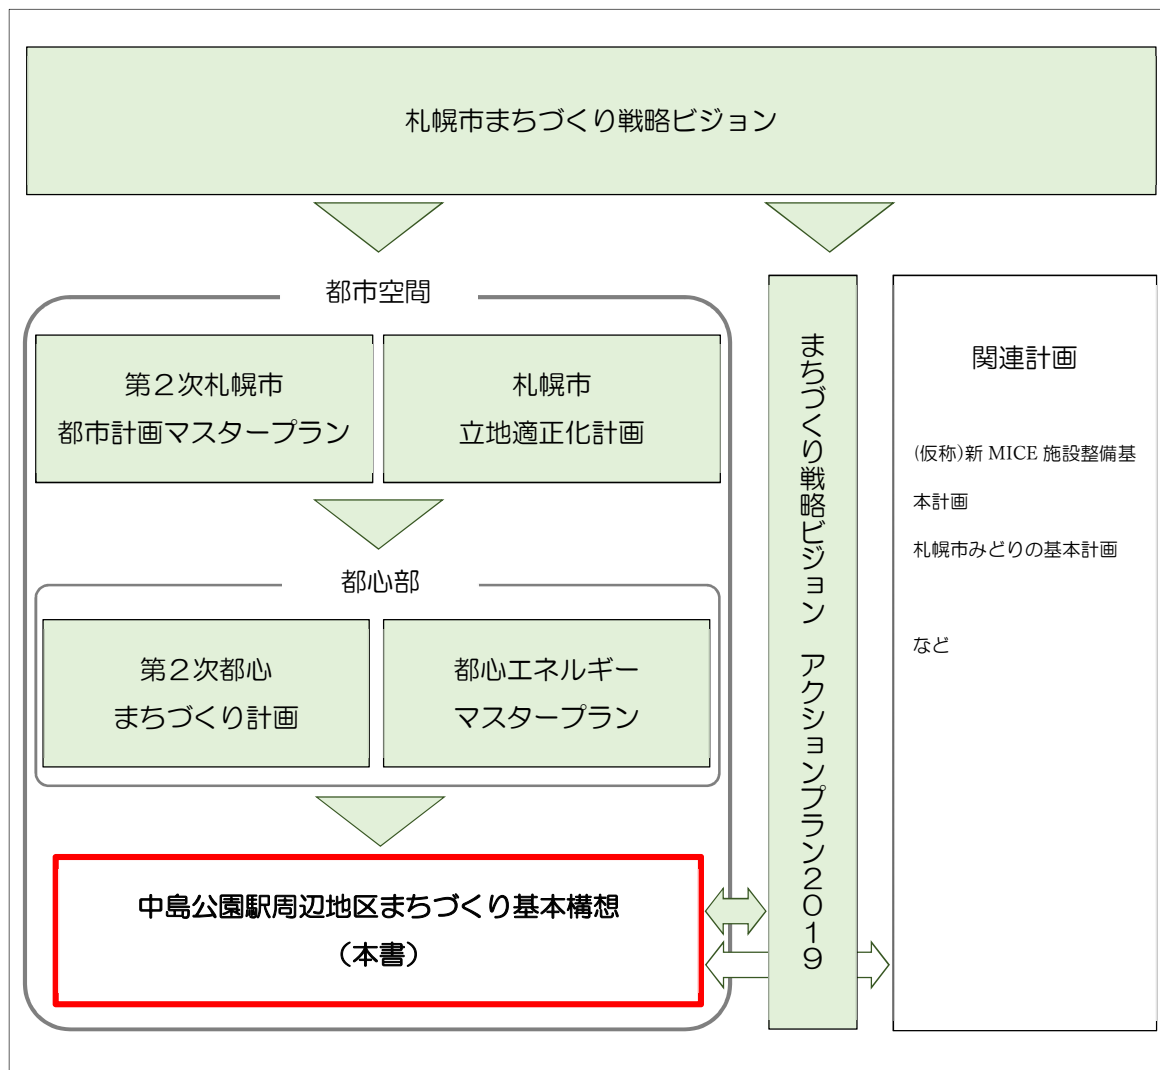 札幌市まちづくり戦略ビジョン
都市空間
第２次札幌市
都市計画マスタープラン
札幌市
立地適正化計画
都心部
第２次都心
まちづくり計画
都心エネルギー
マスタープラン
中島公園駅周辺地区まちづくり基本構想
（本書）
まちづくり戦略ビジョン　アクションプラン２０１９
関連計画
(仮称)新 MICE 施設整備基
本計画
札幌市みどりの基本計画
など